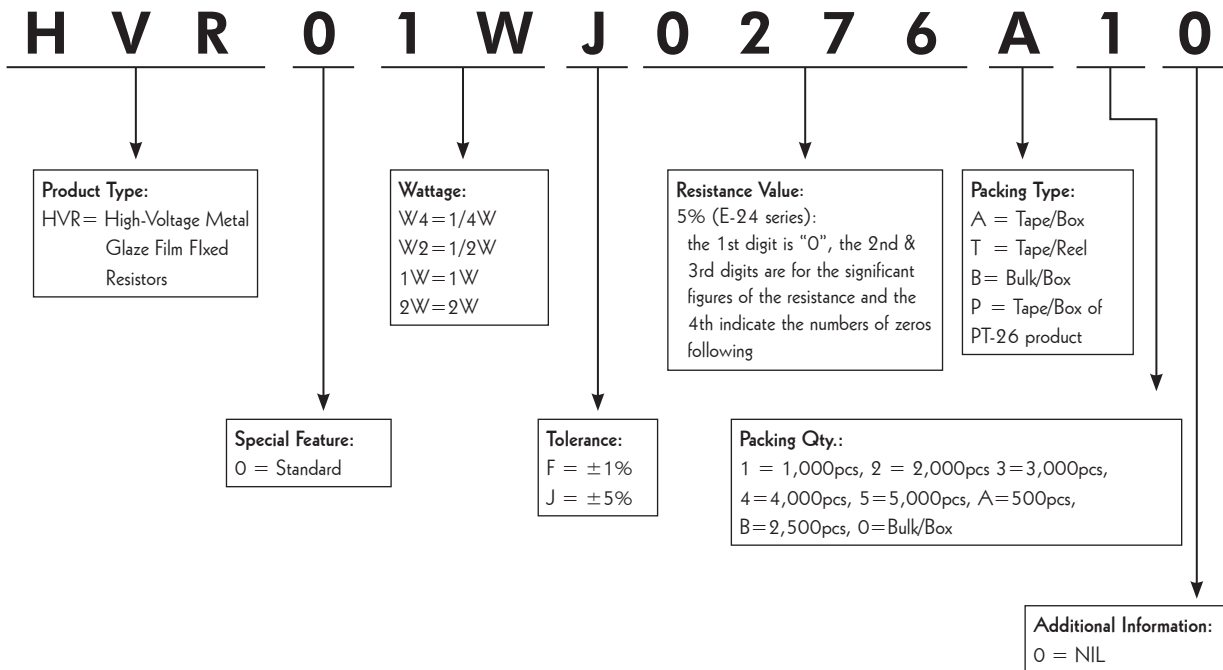 H V R 0 1 W J 0 2 7 6 A 1 0
Product Type:
HVR= High-Voltage Metal
Glaze Film FIxed
Resistors
Wattage:
W4=1/4W
W2=1/2W
1W=1W
2W=2W
Resistance Value:
5% (E-24 series):
the 1st digit is “0”, the 2nd &
3rd digits are for the significant
figures of the resistance and the
4th indicate the numbers of zeros
following
Packing Type:
A = Tape/Box
T = Tape/Reel
B= Bulk/Box
P = Tape/Box of
PT-26 product
Special Feature:
0 = Standard
Tolerance:
F = ±1%
J = ±5%
Packing Qty.:
1 = 1,000pcs, 2 = 2,000pcs 3=3,000pcs,
4=4,000pcs, 5=5,000pcs, A=500pcs,
B=2,500pcs, 0=Bulk/Box
Additional Information:
0 = NIL